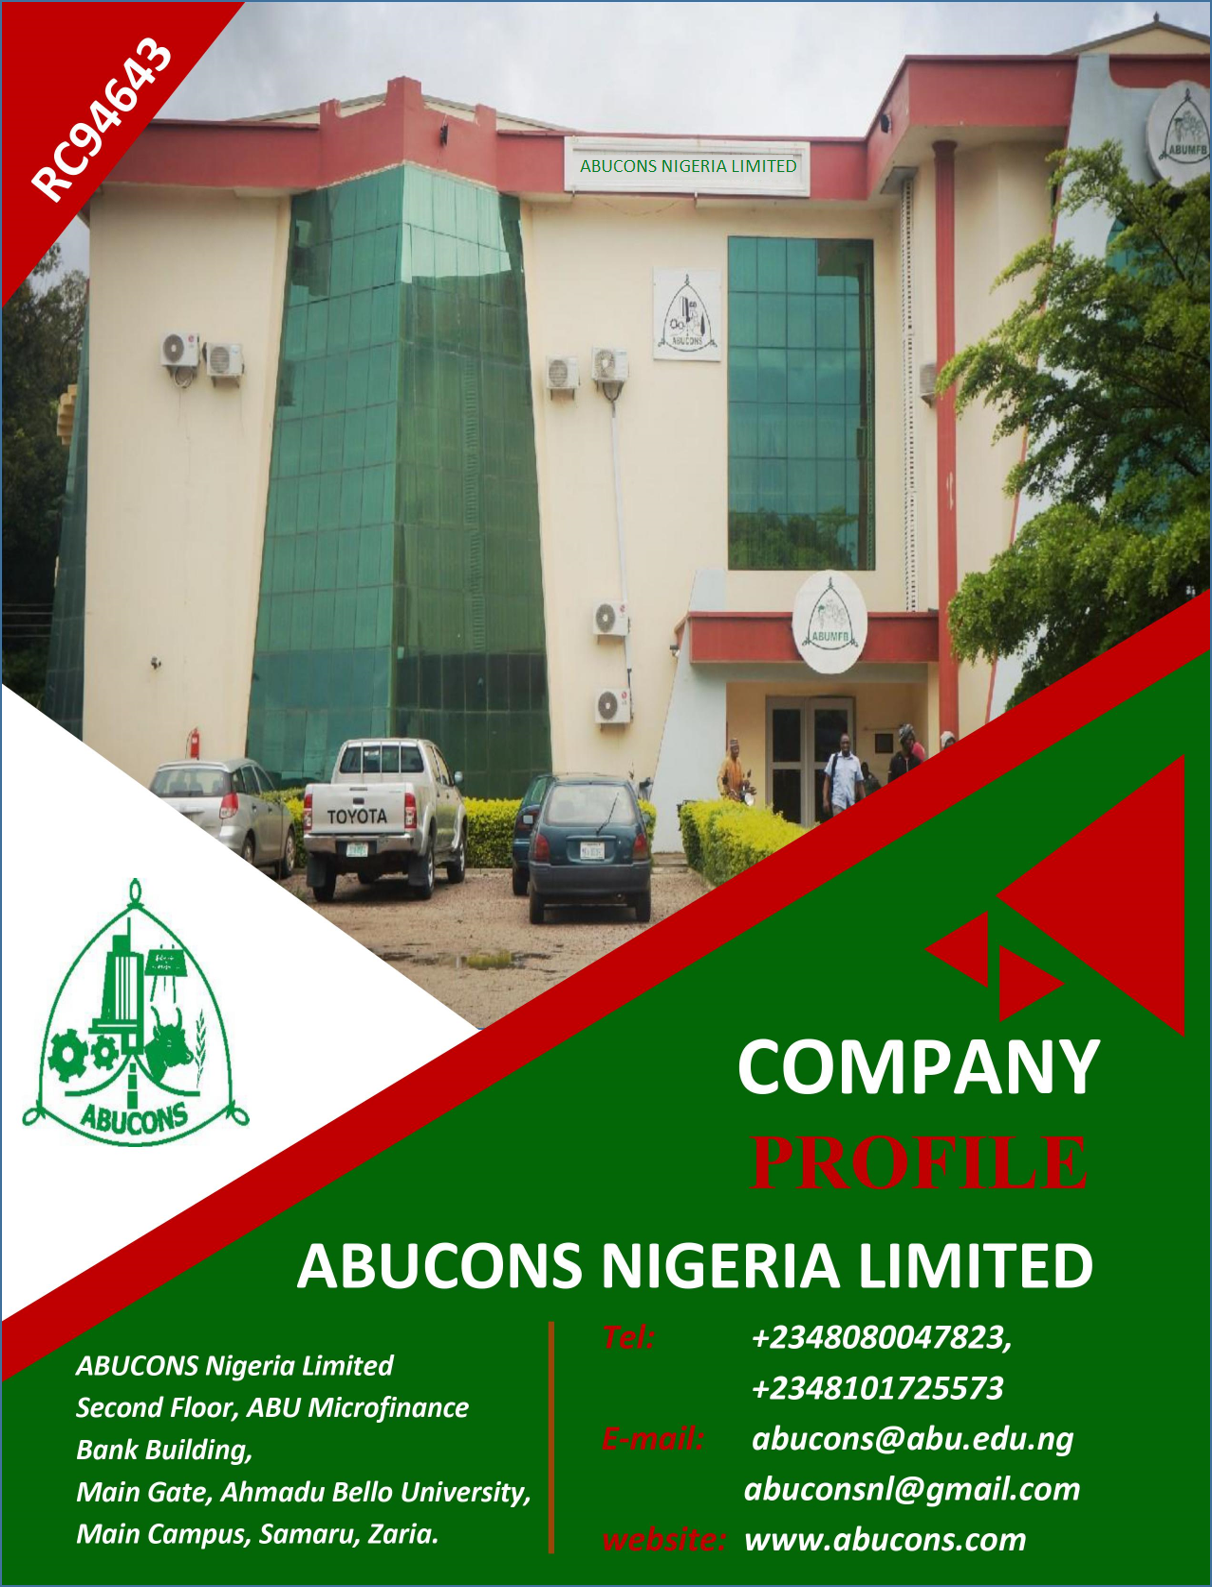 RC94643
ABUCONS NIGERIA LIMITED
ABUMFB
ABUCONS
ABUMFB
TOYOTA
ABUCONS
COMPANY
PROFILE
ABUCONS NIGERIA LIMITED
ABUCONS Nigeria Limited
Second Floor, ABU Microfinance
Bank Building,
Main Gate, Ahmadu Bello University,
Main Campus, Samaru, Zaria.
Tel: +2348080047823,
+2348101725573
E-mail: abucons@abu.edu.ng
abuconsnl@gmail.com
website: www.abucons.com